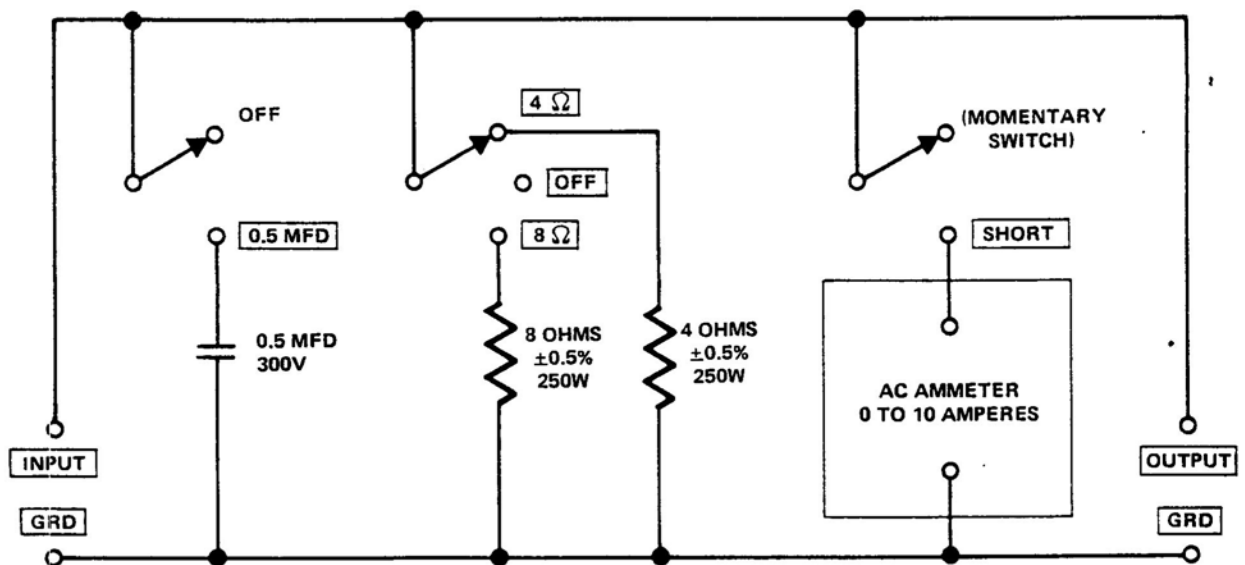 OFF
0.5 MFD
0.5 MFD
300V
4 Ω
OFF
8 Ω
8 OHMS
±0.5%
250W
4 OHMS
±0.5%
250W
(MOMENTARY
SWITCH)
SHORT
AC AMMETER
0 TO 10 AMPERES
INPUT
GRD
OUTPUT
GRD